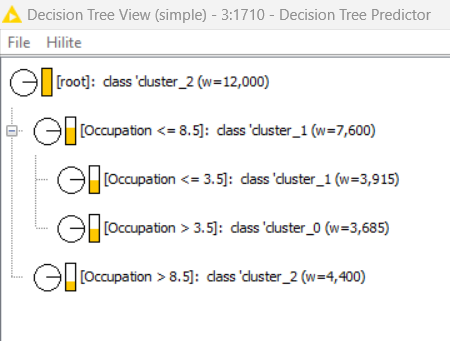 Decision Tree View (simple) - 3:1710 - Decision Tree Predictor
File Hilite
[root]: class 'cluster_2 (w=12,000)
[Occupation <= 8.5]: class 'cluster_1 (w=7,600)
[Occupation <= 3.5]: class 'cluster_1 (w=3,915)
[Occupation > 3.5]: class 'cluster_0 (w=3,685)
[Occupation > 8.5]: class 'cluster_2 (w=4,400)